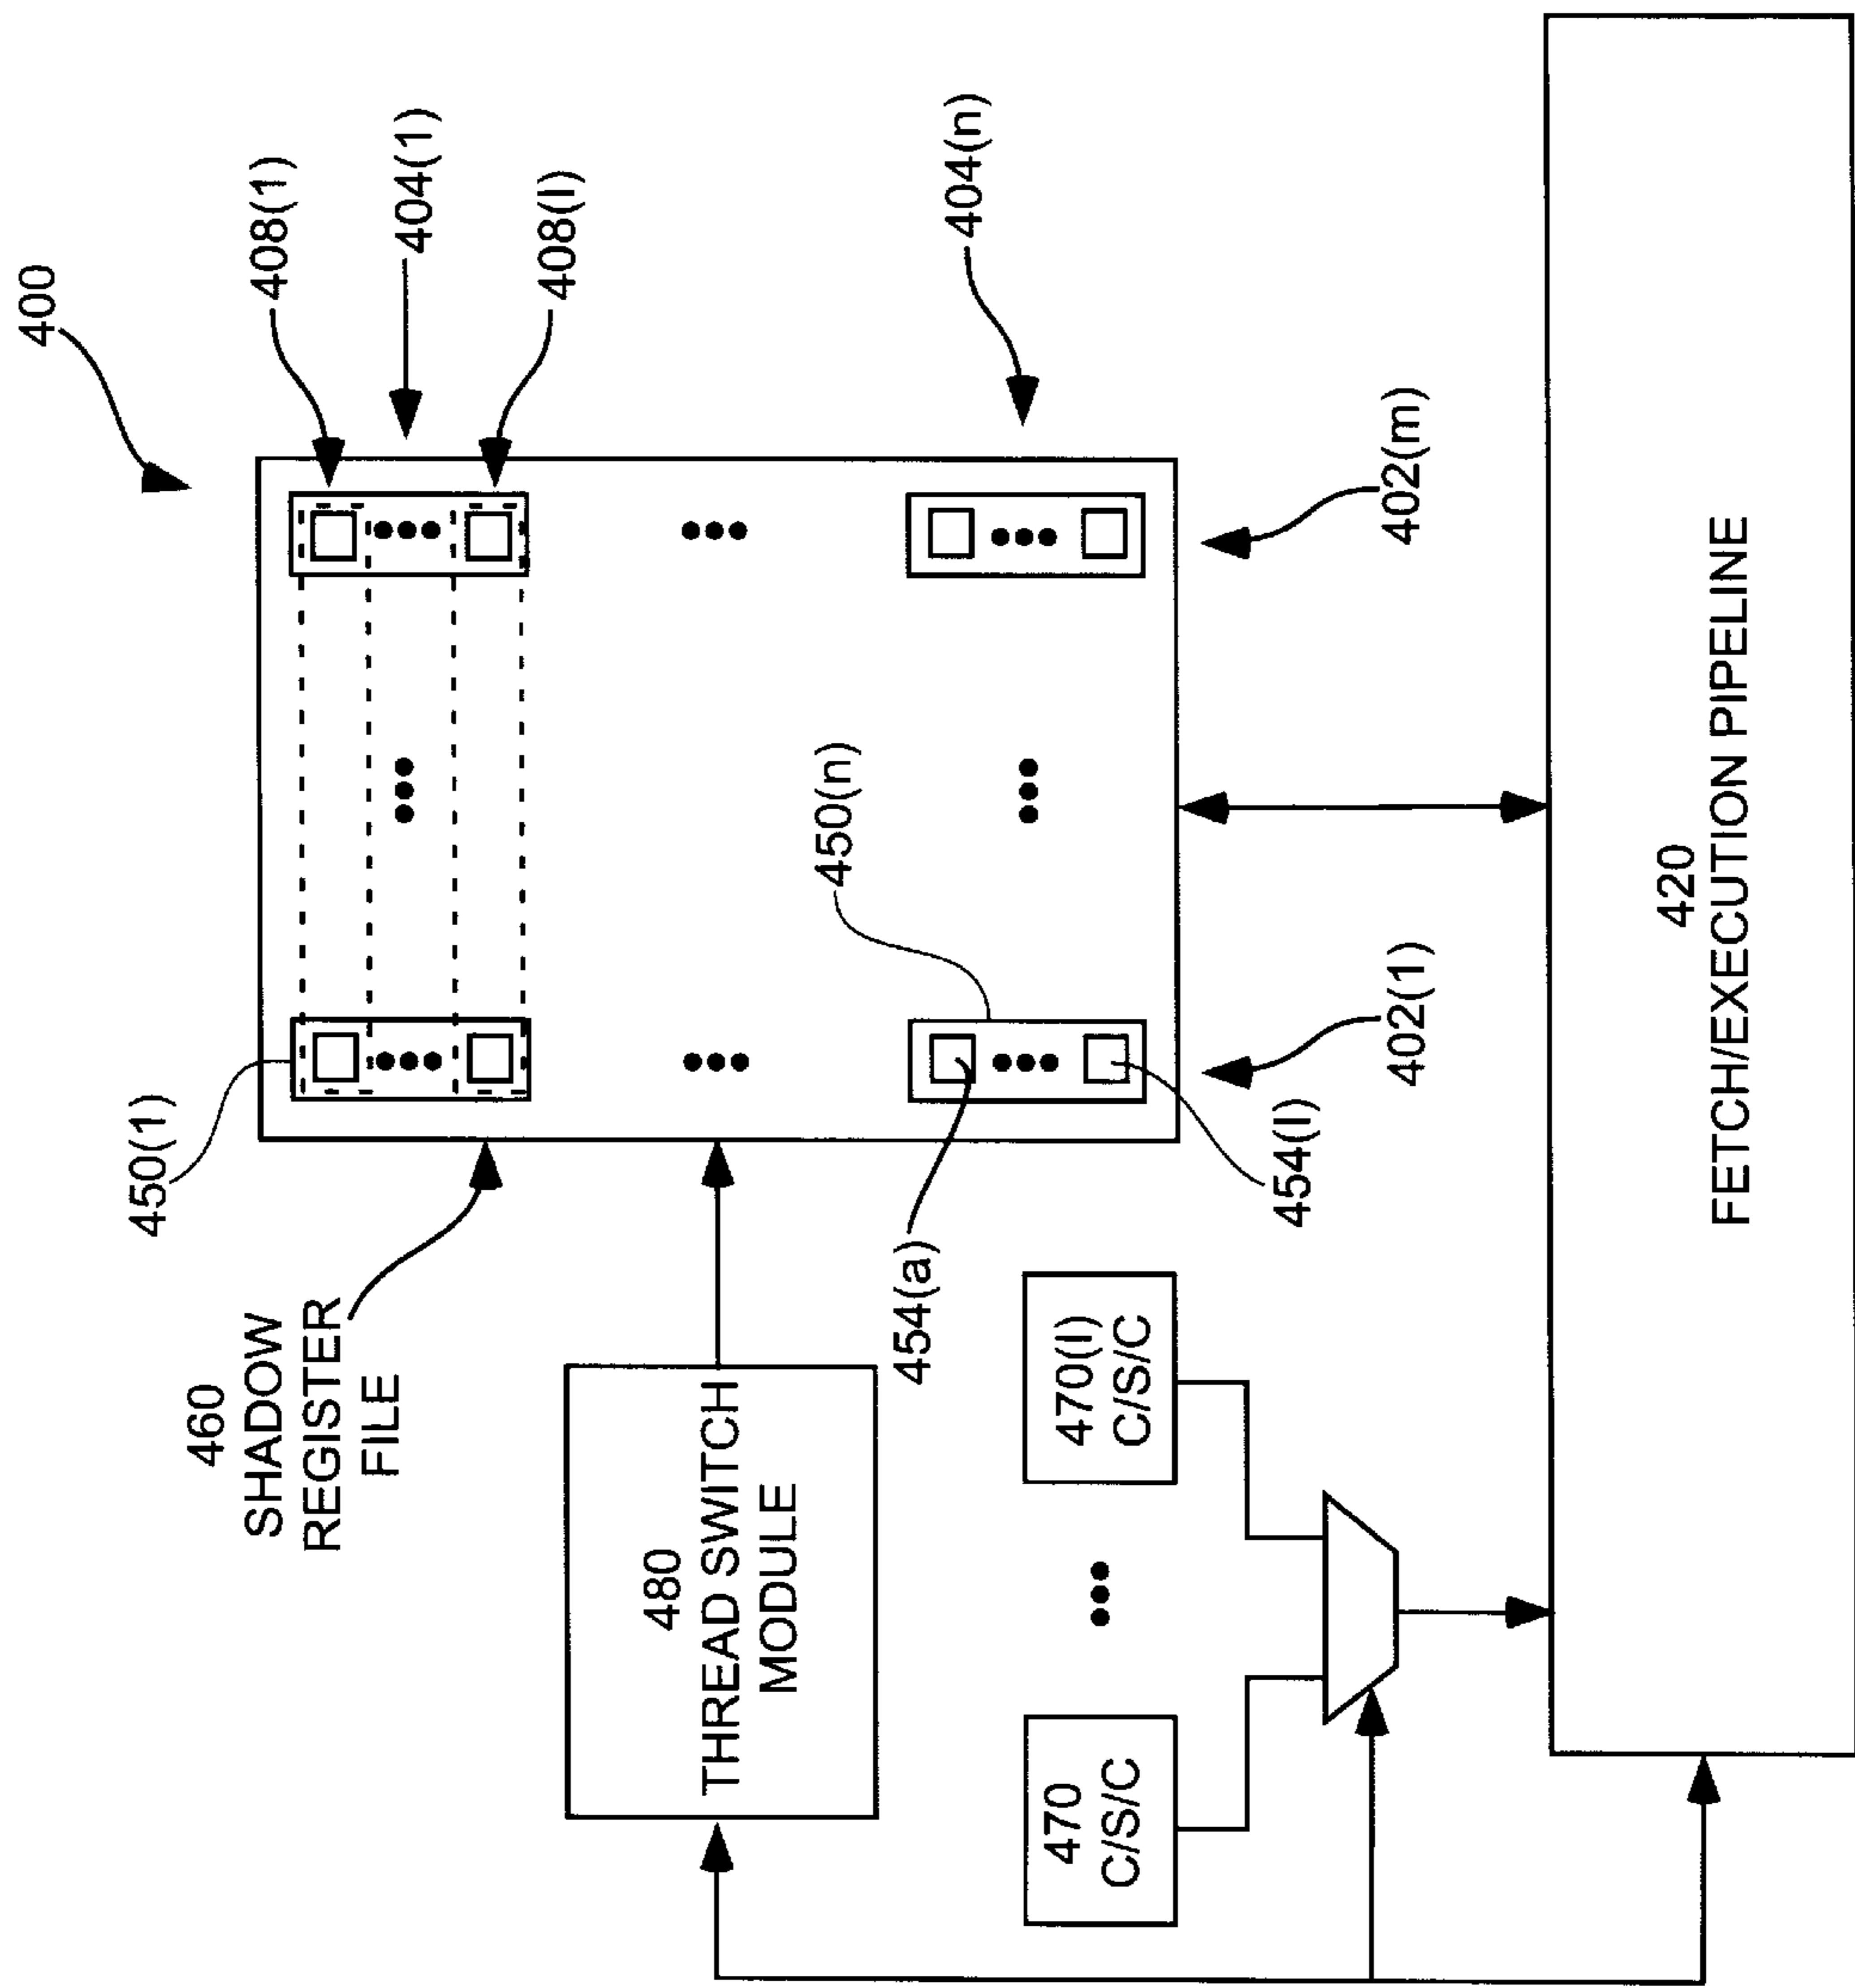 400
408(1)
404(1)
408(l)
404(n)
450(1)
460
SHADOW
REGISTER
FILE
450(n)
480
THREAD SWITCH
MODULE
454(a)
454(l)
402(1)
402(m)
470
C/S/C
470(l)
C/S/C
420
FETCH/EXECUTION PIPELINE